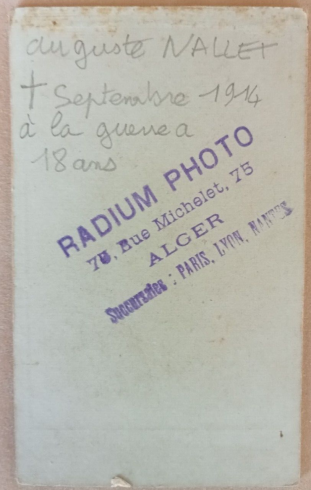 Auguste NALLET
† Septembre 1914
à la guerre a
18 ans
RADIUM PHOTO
75, Rue Michelet, 75
ALGER
Succursales : PARIS, LYON, NANTES